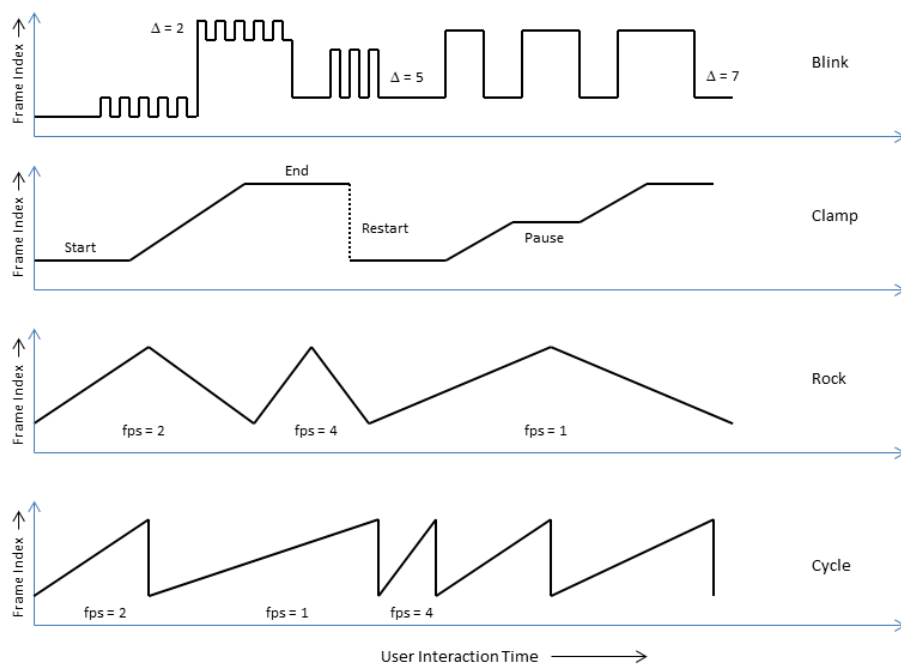 Frame Index →
Δ = 2
Δ = 5
Δ = 7
Blink
Frame Index →
Start
End
Restart
Pause
Clamp
Frame Index →
fps = 2
fps = 4
fps = 1
Rock
Frame Index →
fps = 2
fps = 1
fps = 4
Cycle
User Interaction Time →